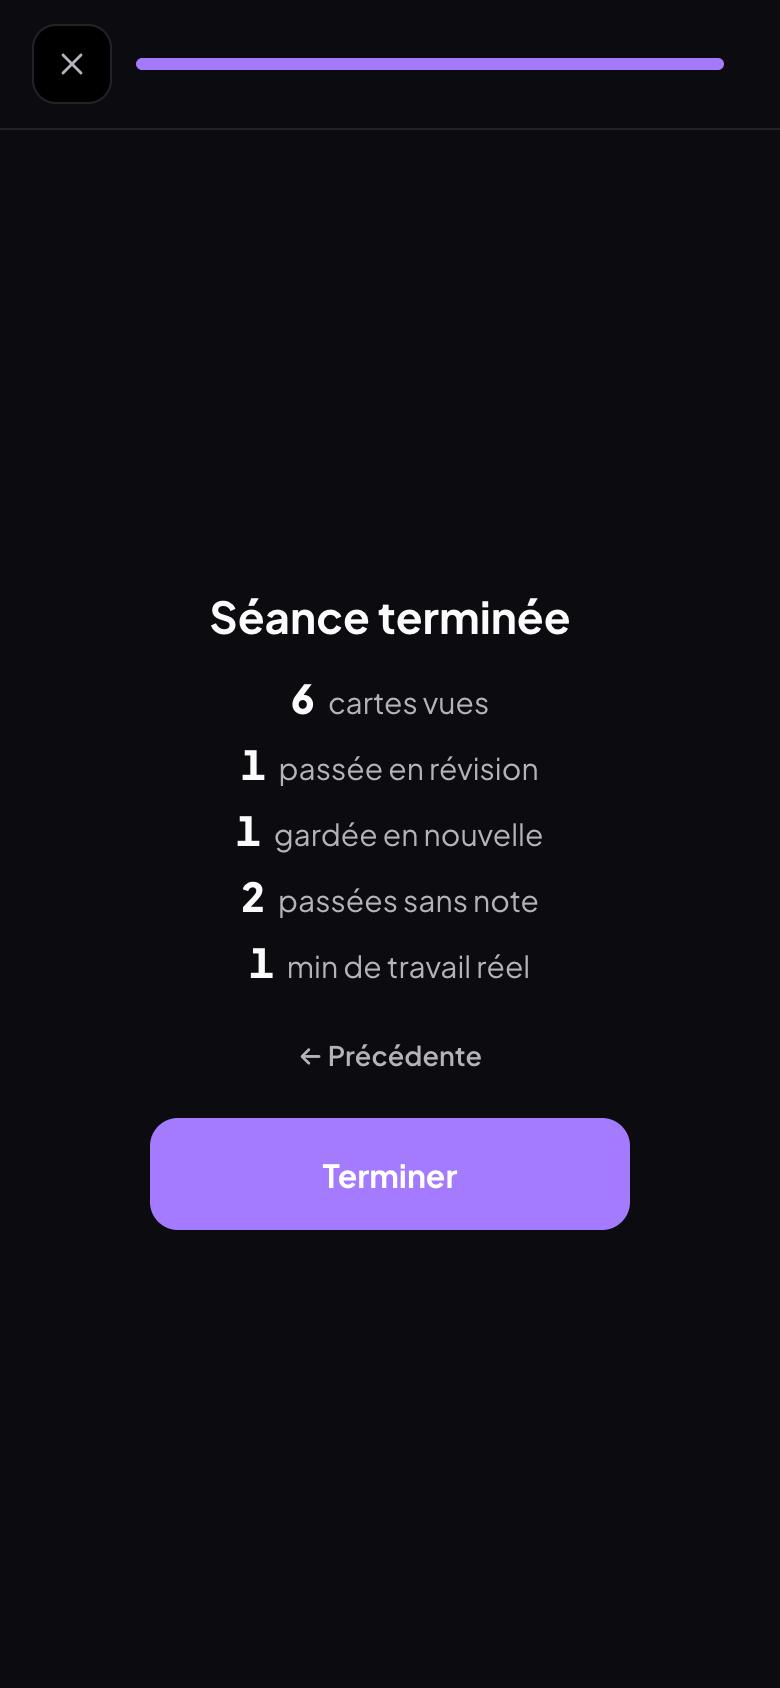 Séance terminée
6 cartes vues
1 passée en révision
1 gardée en nouvelle
2 passées sans note
1 min de travail réel
← Précédente
Terminer